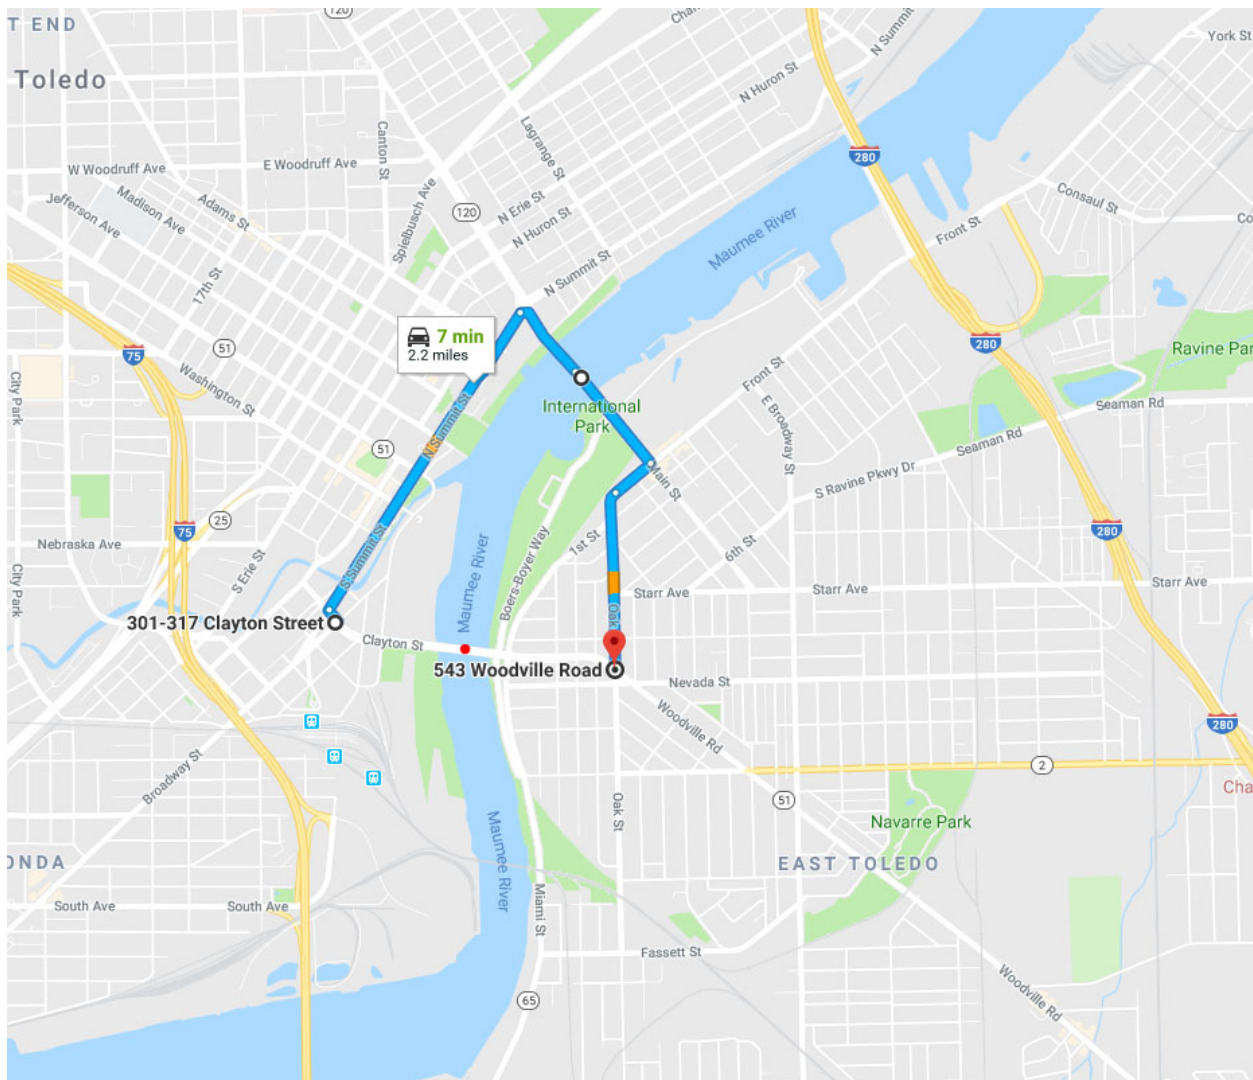 120
Chan
T END
N Summit
York St
Toledo
N Huron St
Lagrange St
Canton St
280
W Woodruff Ave
E Woodruff Ave
Adams St
Madison Ave
Jefferson Ave
Spielbusch Ave
120
N Erie St
N Huron St
Consaul St
Co
Front St
Maumee River
17th St
N Summit St
7 min
2.2 miles
280
51
75
Washington St
Ravine Par
City Park
Front St
E Broadway St
International
Park
Seaman Rd
N Summit St
Seaman Rd
51
S Ravine Pkwy Dr
Main St
25
75
280
Nebraska Ave
S Summit St
1st St
6th St
S Erie St
City Park
Maumee River
Boers-Boyer Way
Starr Ave
Starr Ave
Starr Ave
Oak
301-317 Clayton Street
Clayton St
543 Woodville Road
Nevada St
Woodville Rd
280
Broadway St
2
Cha
51
Oak St
Navarre Park
Maumee River
ONDA
EAST TOLEDO
South Ave
South Ave
Miami St
Fassett St
65
Woodville Rd